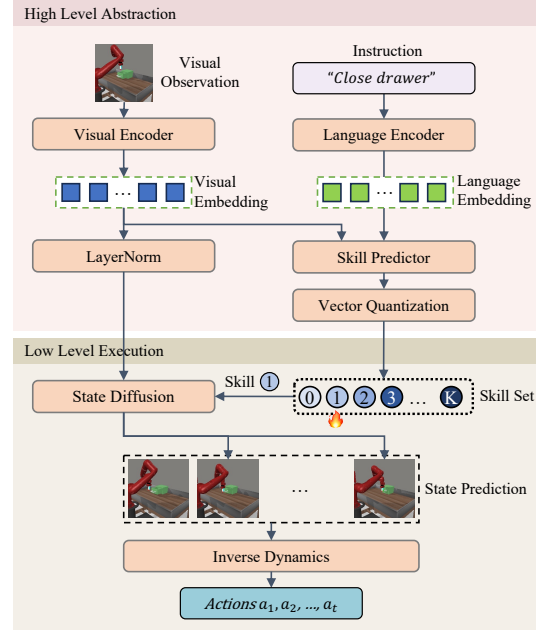 High Level Abstraction
Visual
Observation
Instruction
"Close drawer"
Visual Encoder
Language Encoder
...
Visual
Embedding
...
Language
Embedding
LayerNorm
Skill Predictor
Vector Quantization
Low Level Execution
State Diffusion
Skill 1
0 1 2 3 ... K
Skill Set
...
State Prediction
Inverse Dynamics
Actions a₁, a₂, ..., aₜ